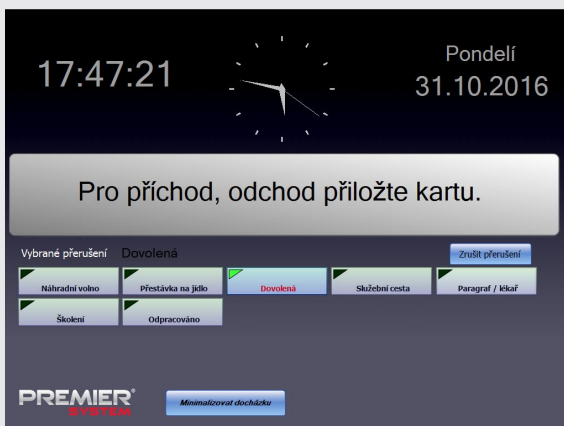 17:47:21
Pondelí
31.10.2016
Pro příchod, odchod přiložte kartu.
Vybrané přerušení Dovolená Zrušit přerušení
Náhradní volno Přestávka na jídlo Dovolená Služební cesta Paragraf / lékař
Školení Odpracováno
PREMIER®
SYSTEM
Minimalizovat docházku